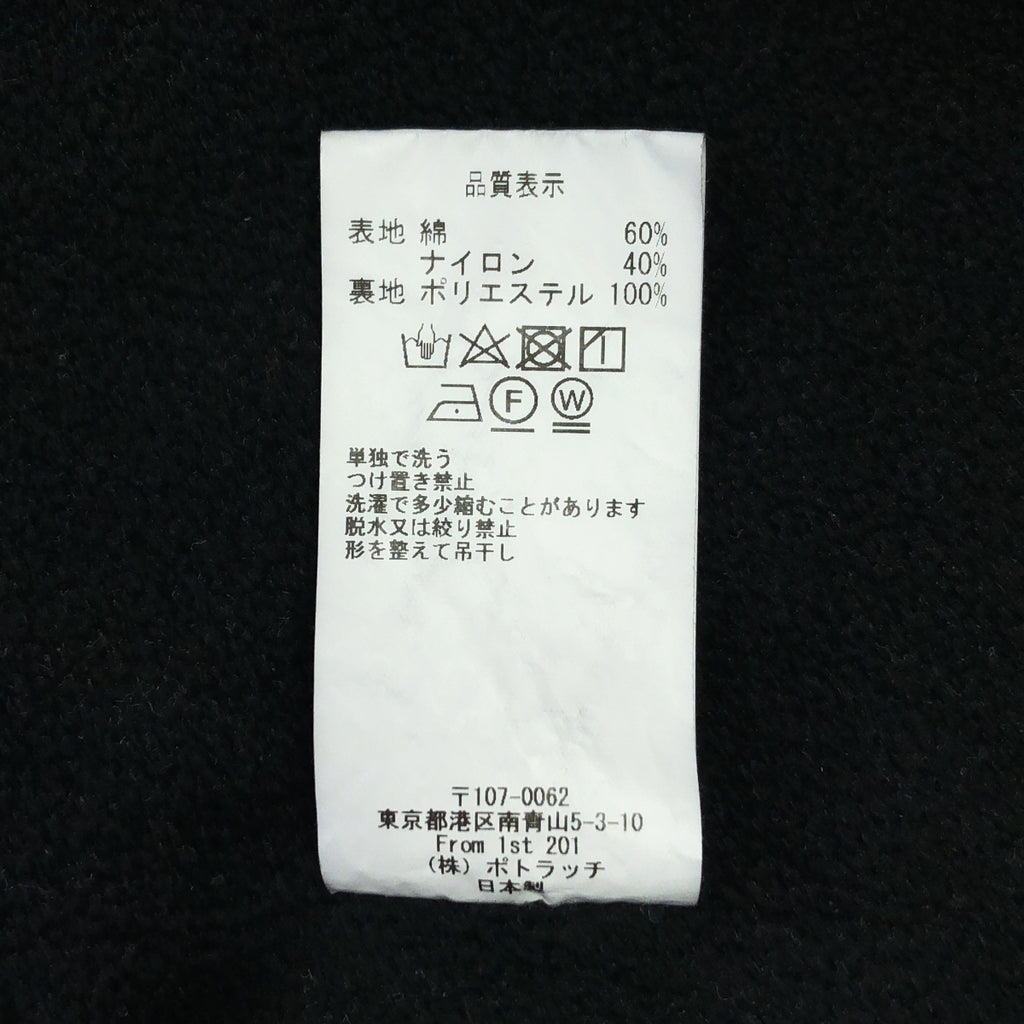 品質表示
表地 綿 60%
ナイロン 40%
裏地 ポリエステル 100%
F W
単独で洗う
つけ置き禁止
洗濯で多少縮むことがあります
脱水又は絞り禁止
形を整えて吊干し
〒107-0062
東京都港区南青山5-3-10
From 1st 201
(株) ポトラッチ
日本製